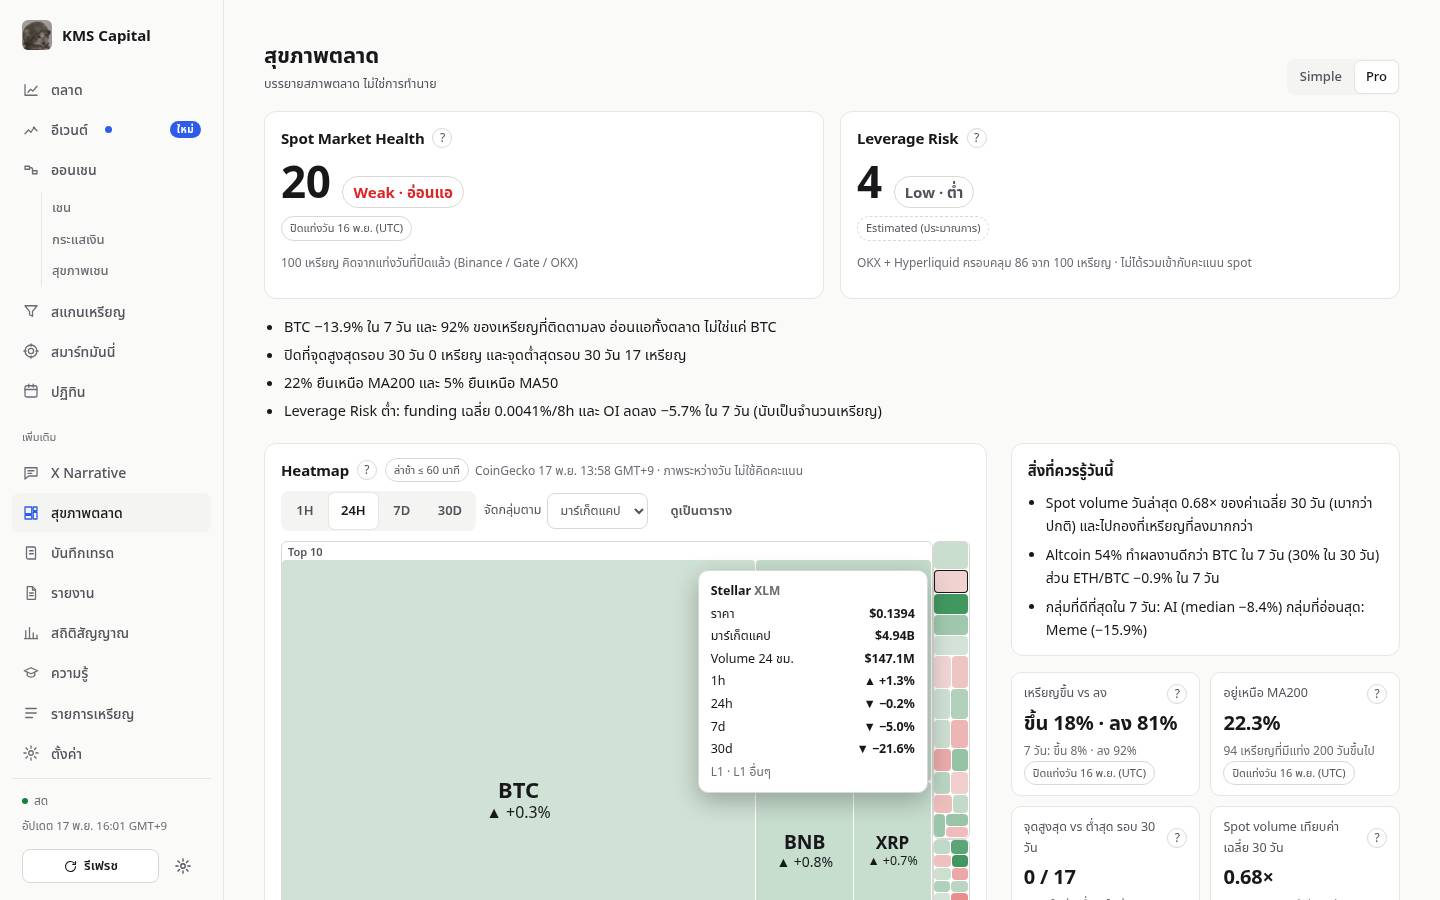 KMS Capital
ตลาด
อีเวนต์
ใหม่
ออนเชน
เชน
กระแสเงิน
สุขภาพเชน
สแกนเหรียญ
สมาร์ทมันนี่
ปฏิทิน
เพิ่มเติม
X Narrative
สุขภาพตลาด
บันทึกเทรด
รายงาน
สถิติสัญญาณ
ความรู้
รายการเหรียญ
ตั้งค่า
สด
อัปเดต 17 พ.ย. 16:01 GMT+9
รีเฟรช
สุขภาพตลาด
บรรยายสภาพตลาด ไม่ใช่การทำนาย
Simple Pro
Spot Market Health ?
20 Weak · อ่อนแอ
ปิดแท่งวัน 16 พ.ย. (UTC)
100 เหรียญ คิดจากแท่งวันที่ปิดแล้ว (Binance / Gate / OKX)
Leverage Risk ?
4 Low · ต่ำ
Estimated (ประมาณการ)
OKX + Hyperliquid ครอบคลุม 86 จาก 100 เหรียญ · ไม่ได้รวมเข้ากับคะแนน spot
• BTC −13.9% ใน 7 วัน และ 92% ของเหรียญที่ติดตามลง อ่อนแอทั้งตลาด ไม่ใช่แค่ BTC
• ปิดที่จุดสูงสุดรอบ 30 วัน 0 เหรียญ และจุดต่ำสุดรอบ 30 วัน 17 เหรียญ
• 22% ยืนเหนือ MA200 และ 5% ยืนเหนือ MA50
• Leverage Risk ต่ำ: funding เฉลี่ย 0.0041%/8h และ OI ลดลง −5.7% ใน 7 วัน (นับเป็นจำนวนเหรียญ)
Heatmap ? ล่าช้า ≤ 60 นาที CoinGecko 17 พ.ย. 13:58 GMT+9 · ภาพระหว่างวัน ไม่ใช้คิดคะแนน
1H 24H 7D 30D จัดกลุ่มตาม มาร์เก็ตแคป ดูเป็นตาราง
Top 10
BTC
▲ +0.3%
BNB
▲ +0.8%
XRP
▲ +0.7%
Stellar XLM
ราคา $0.1394
มาร์เก็ตแคป $4.94B
Volume 24 ชม. $147.1M
1h ▲ +1.3%
24h ▼ −0.2%
7d ▼ −5.0%
30d ▼ −21.6%
L1 · L1 อื่นๆ
สิ่งที่ควรรู้วันนี้
• Spot volume วันล่าสุด 0.68× ของค่าเฉลี่ย 30 วัน (เบากว่า
ปกติ) และไปกองที่เหรียญที่ลงมากกว่า
• Altcoin 54% ทำผลงานดีกว่า BTC ใน 7 วัน (30% ใน 30 วัน)
ส่วน ETH/BTC −0.9% ใน 7 วัน
• กลุ่มที่ดีที่สุดใน 7 วัน: AI (median −8.4%) กลุ่มที่อ่อนสุด:
Meme (−15.9%)
เหรียญขึ้น vs ลง ?
ขึ้น 18% · ลง 81%
7 วัน: ขึ้น 8% · ลง 92%
ปิดแท่งวัน 16 พ.ย. (UTC)
อยู่เหนือ MA200 ?
22.3%
94 เหรียญที่มีแท่ง 200 วันขึ้นไป
ปิดแท่งวัน 16 พ.ย. (UTC)
จุดสูงสุด vs ต่ำสุด รอบ 30
วัน ?
0 / 17
Spot volume เทียบค่า
เฉลี่ย 30 วัน ?
0.68×